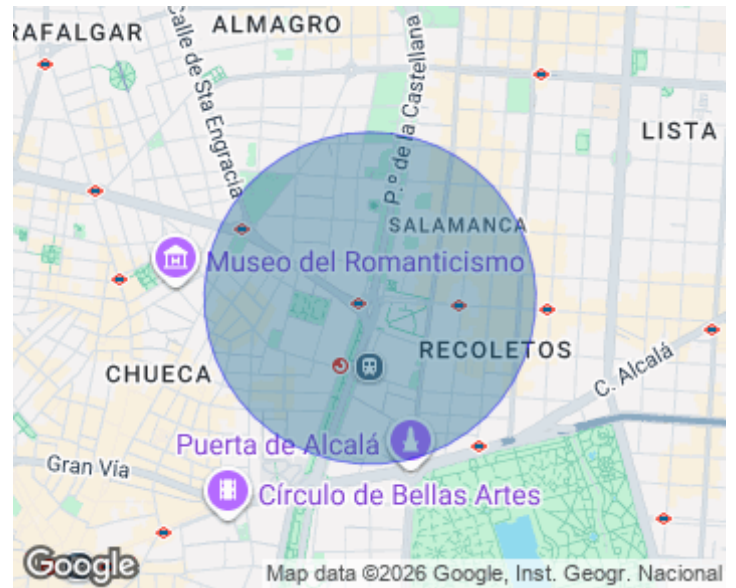 RAFALGAR
ALMAGRO
Calle de Sta Engracia
P.º de la Castellana
LISTA
SALAMANCA
Museo del Romanticismo
RECOLETOS
CHUECA
C. Alcalá
Puerta de Alcalá
Gran Vía
Círculo de Bellas Artes
Google
Map data ©2026 Google, Inst. Geogr. Nacional